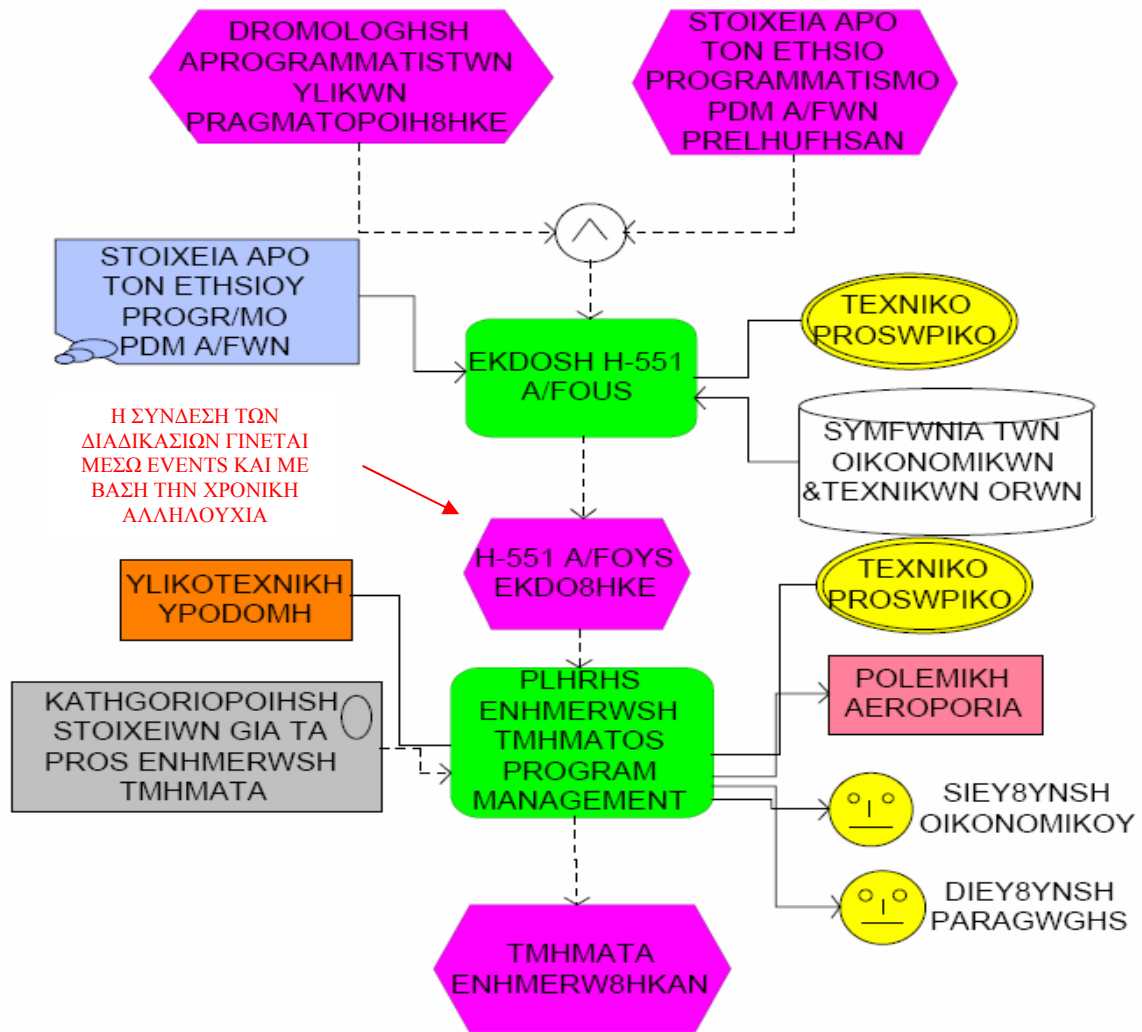 DROMOLOGHSH
APROGRAMMATISTWN
YLIKWN
PRAGMATOPOIH8HKE
STOIXEIA APO
TON ETHSIO
PROGRAMMATISMO
PDM A/FWN
PRELHUFHSAN
STOIXEIA APO
TON ETHSIOY
PROGR/MO
PDM A/FWN
EKDOSH H-551
A/FOUS
TEXNIKO
PROSWPIKO
SYMFWNIA TWN
OIKONOMIKWN
&TEXNIKWN ORWN
Η ΣΥΝΔΕΣΗ ΤΩΝ
ΔΙΑΔΙΚΑΣΙΩΝ ΓΙΝΕΤΑΙ
ΜΕΣΩ EVENTS ΚΑΙ ΜΕ
ΒΑΣΗ ΤΗΝ ΧΡΟΝΙΚΗ
ΑΛΛΗΛΟΥΧΙΑ
H-551 A/FOYS
EKDO8HKE
YLIKOTEXNIKH
YPODOMH
TEXNIKO
PROSWPIKO
KATHGORIOPOIHSH
STOIXEIWN GIA TA
PROS ENHMERWSH
TMHMATA
PLHRHS
ENHMERWSH
TMHMATOS
PROGRAM
MANAGEMENT
POLEMIKH
AEROPORIA
SIEY8YNSH
OIKONOMIKOY
DIEY8YNSH
PARAGWGHS
TMHMATA
ENHMERW8HKAN